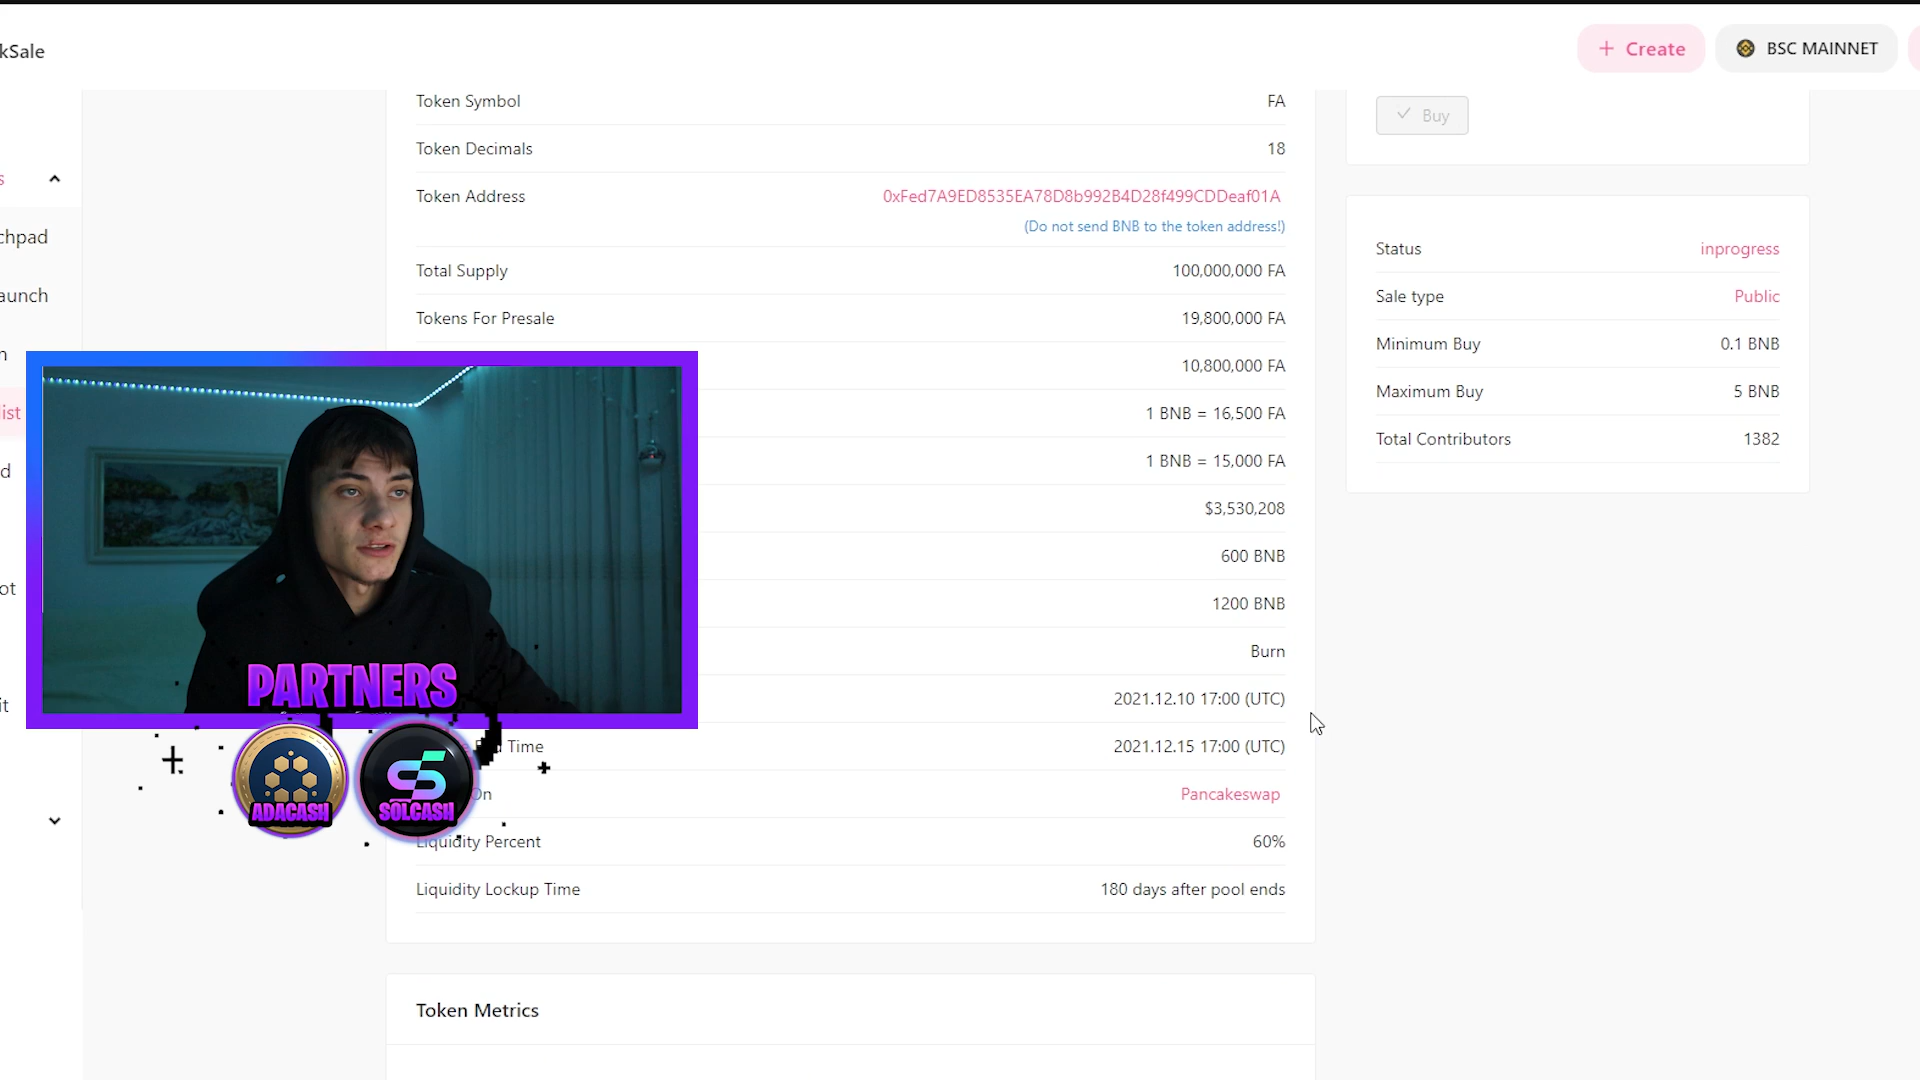 kSale
+ Create
BSC MAINNET
Token Symbol FA
Buy
Token Decimals 18
s
Token Address 0xFed7A9ED8535EA78D8b992B4D28f499CDDeaf01A
(Do not send BNB to the token address!)
chpad
Total Supply 100,000,000 FA
aunch
Tokens For Presale 19,800,000 FA
n
10,800,000 FA
list
1 BNB = 16,500 FA
d
1 BNB = 15,000 FA
$3,530,208
600 BNB
ot
1200 BNB
Burn
it
2021.12.10 17:00 (UTC)
Time 2021.12.15 17:00 (UTC)
On Pancakeswap
Liquidity Percent 60%
Liquidity Lockup Time 180 days after pool ends
Token Metrics
Status inprogress
Sale type Public
Minimum Buy 0.1 BNB
Maximum Buy 5 BNB
Total Contributors 1382
PARTNERS
ADACASH
SOLCASH